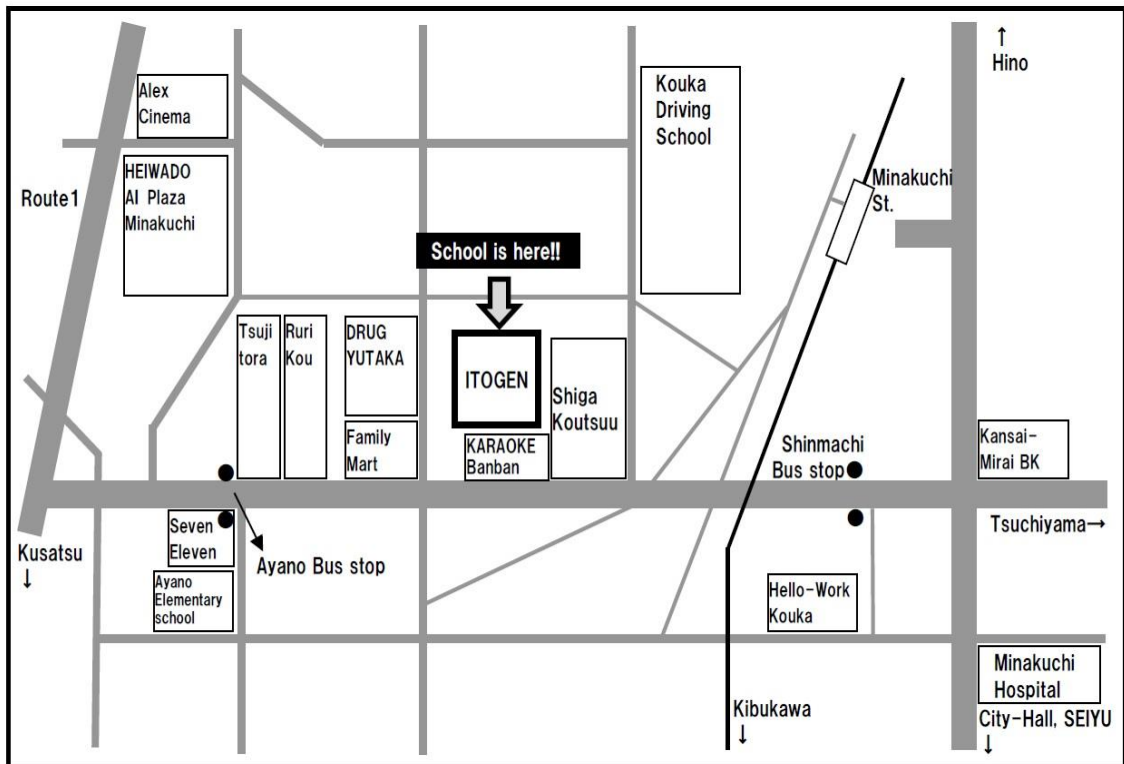 ↑
Hino
Alex
Cinema
Kouka
Driving
School
HEIWADO
AI Plaza
Minakuchi
Route1
Minakuchi
St.
School is here!!
Tsuji
tora
Ruri
Kou
DRUG
YUTAKA
ITOGEN
Shiga
Koutsuu
Family
Mart
KARAOKE
Banban
Shinmachi
Bus stop
Kansai-
Mirai BK
Seven
Eleven
Tsuchiyama→
Kusatsu
↓
Ayano Bus stop
Ayano
Elementary
school
Hello-Work
Kouka
Minakuchi
Hospital
Kibukawa
↓
City-Hall, SEIYU
↓